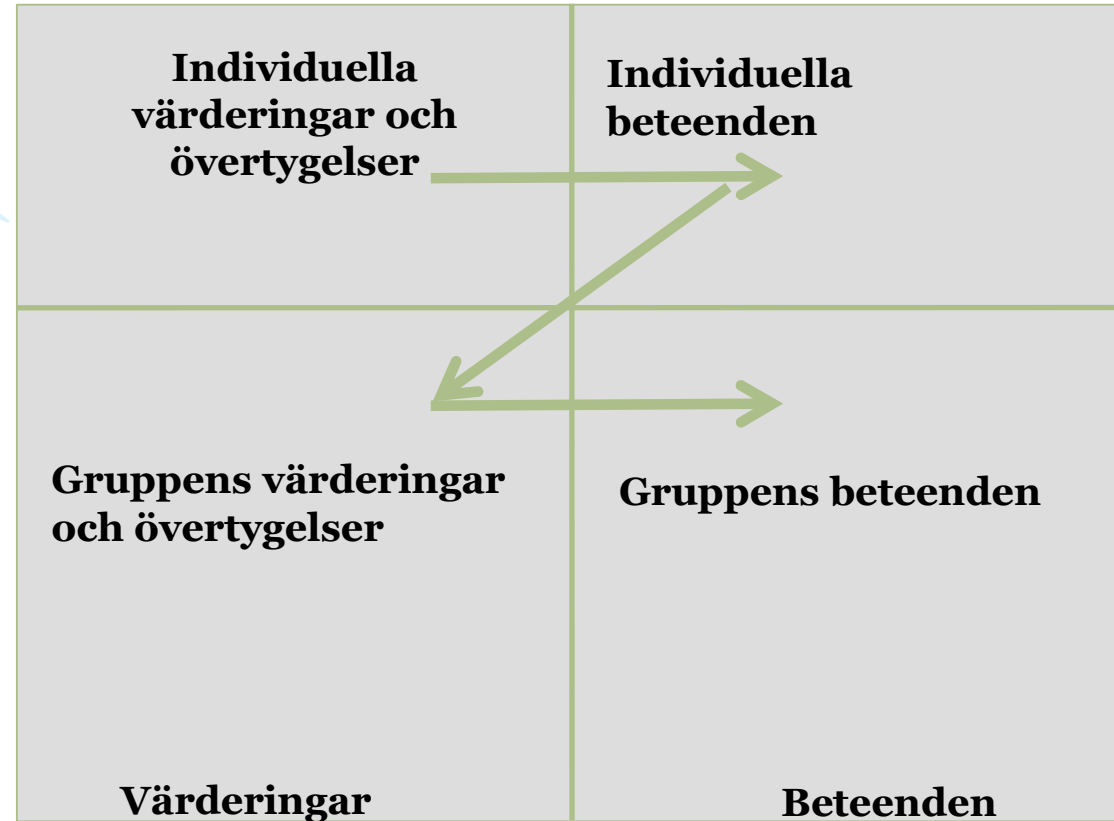 Individuella
värderingar och
övertygelser
Individuella
beteenden
Gruppens värderingar
och övertygelser
Gruppens beteenden
Värderingar
Beteenden